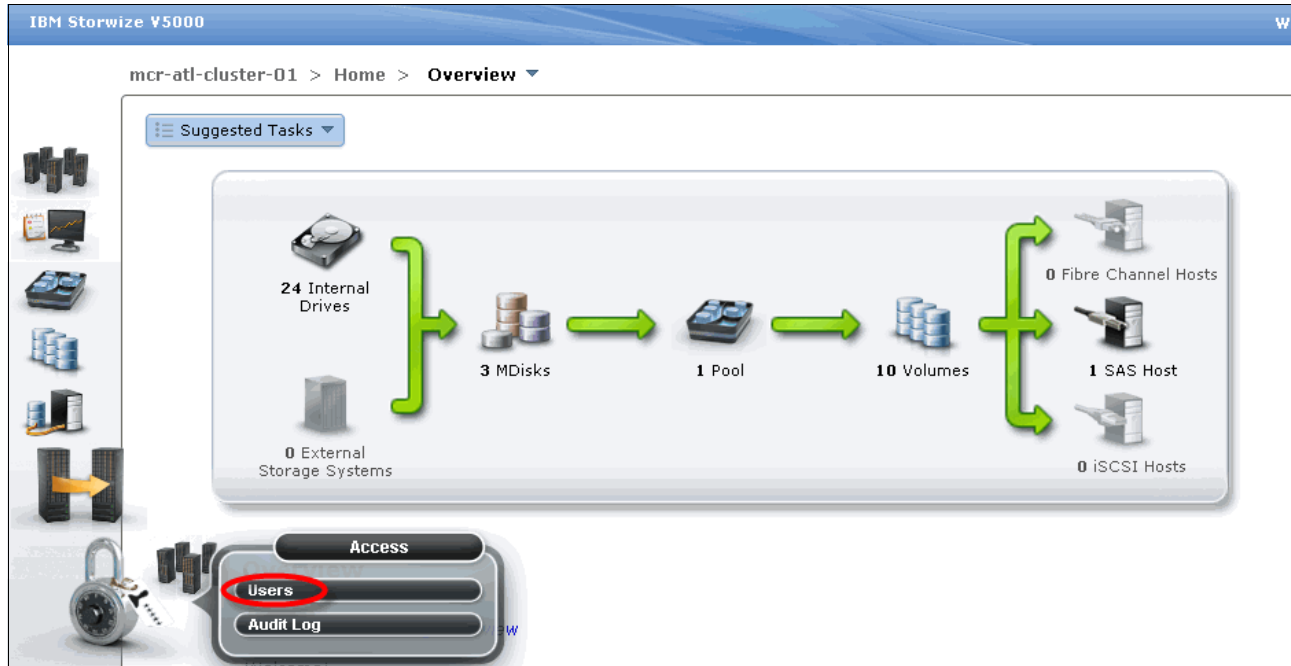 IBM Storwize V5000
W
mcr-atl-cluster-01 > Home > Overview
Suggested Tasks
24 Internal
Drives
0 External
Storage Systems
3 MDisks
1 Pool
10 Volumes
0 Fibre Channel Hosts
1 SAS Host
0 iSCSI Hosts
Access
Overview
Users
Audit Log